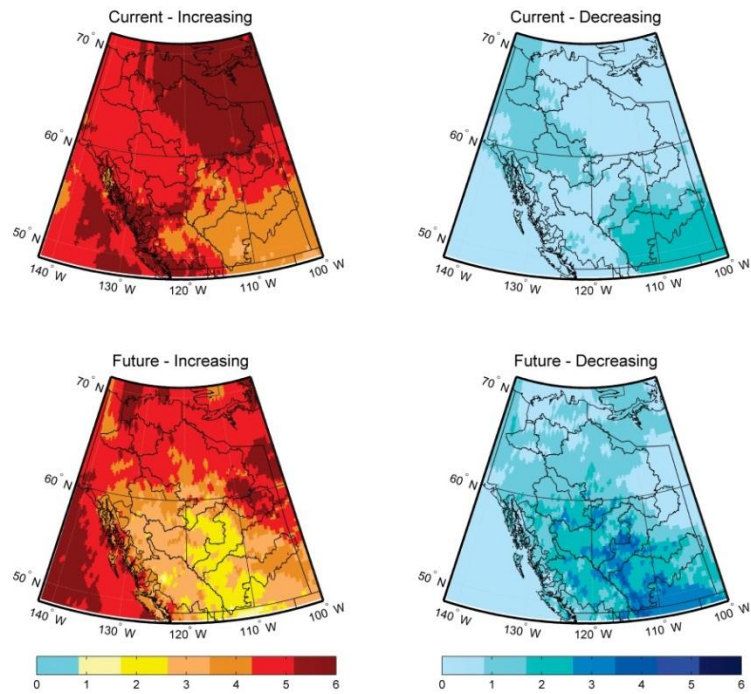 Current - Increasing
Current - Decreasing
70° N
60° N
50° N
140° W
130° W
120° W
110° W
100° W
70° N
60° N
50° N
140° W
130° W
120° W
110° W
100° W
Future - Increasing
Future - Decreasing
70° N
60° N
50° N
140° W
130° W
120° W
110° W
100° W
70° N
60° N
50° N
140° W
130° W
120° W
110° W
100° W
0 1 2 3 4 5 6
0 1 2 3 4 5 6